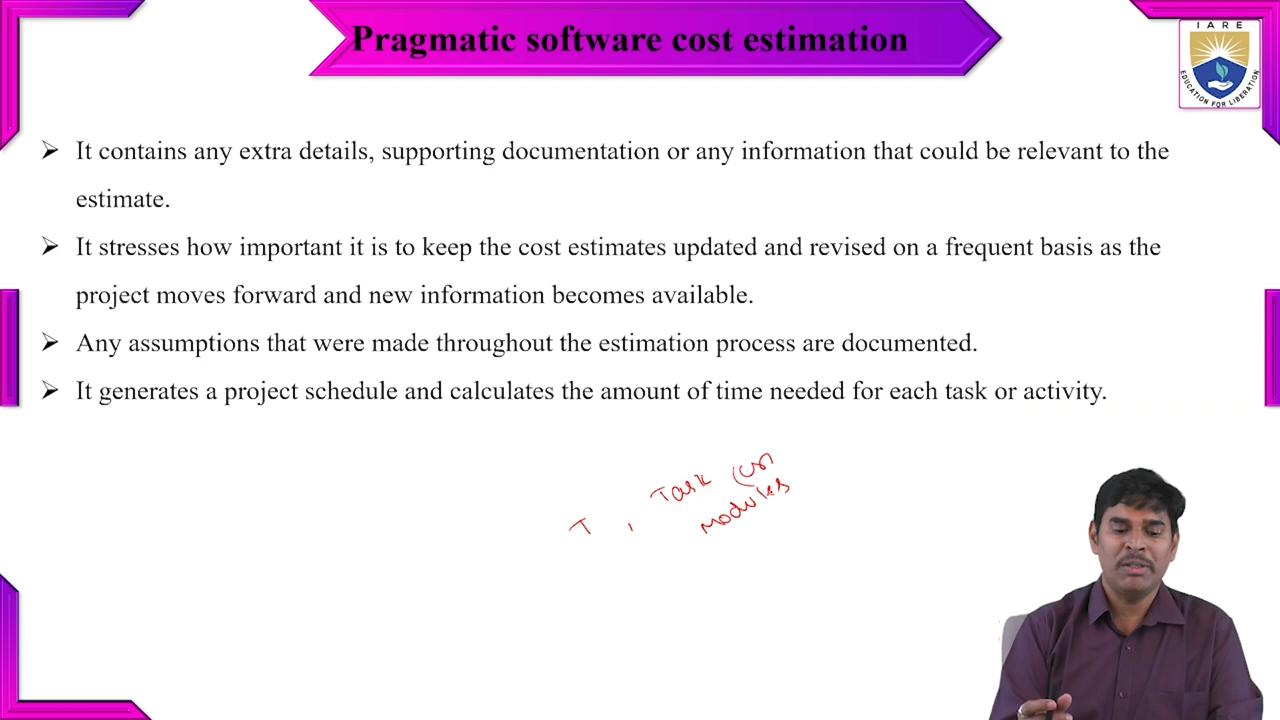 Pragmatic software cost estimation
IARE
EDUCATION FOR LIBERATION
➢ It contains any extra details, supporting documentation or any information that could be relevant to the
estimate.
➢ It stresses how important it is to keep the cost estimates updated and revised on a frequent basis as the
project moves forward and new information becomes available.
➢ Any assumptions that were made throughout the estimation process are documented.
➢ It generates a project schedule and calculates the amount of time needed for each task or activity.
T , Task
modules